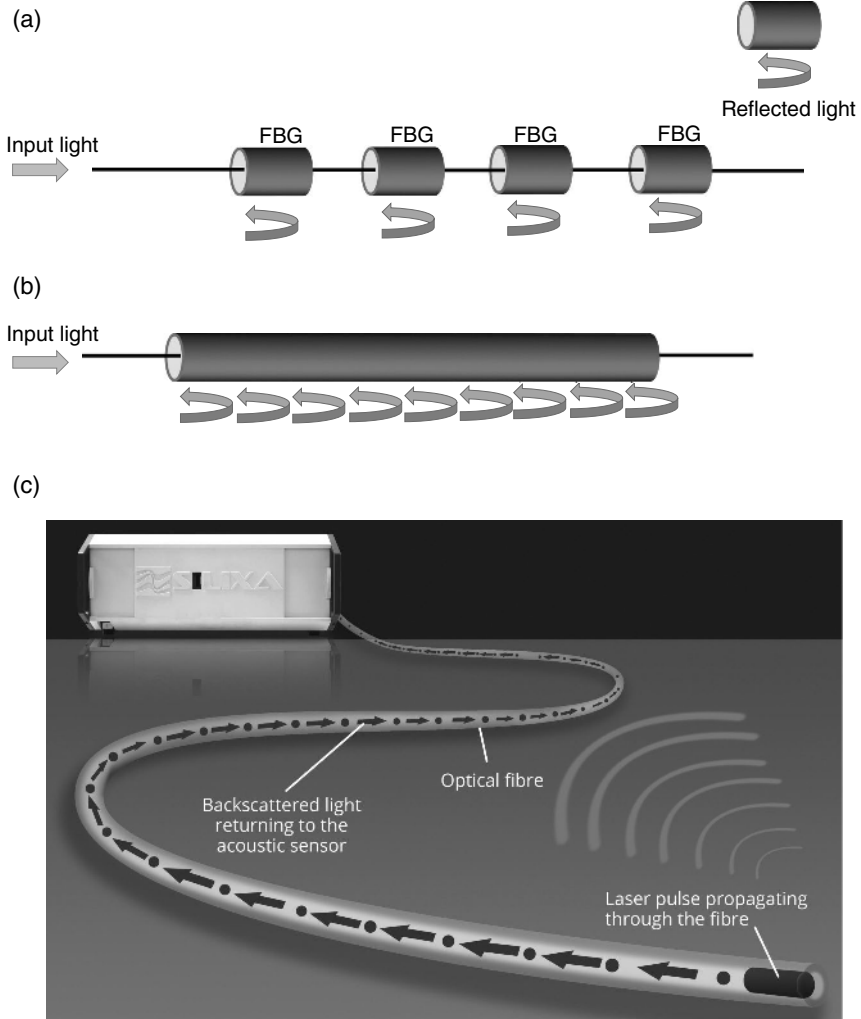 (a)
Reflected light
Input light
FBG
FBG
FBG
FBG
(b)
Input light
(c)
SILIXA
Optical fibre
Backscattered light
returning to the
acoustic sensor
Laser pulse propagating
through the fibre